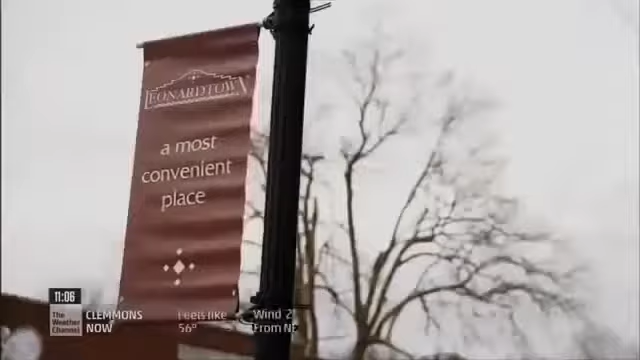 LEONARDTOWN
a most
convenient
place
11:06
The
Weather
Channel
CLEMMONS
NOW
Feels like
56°
Wind
From